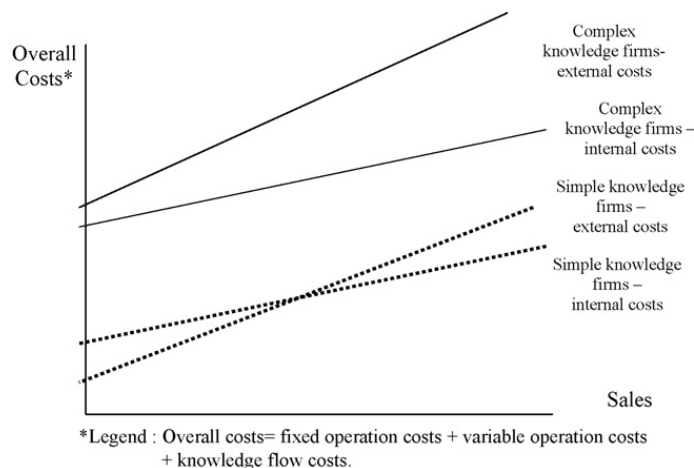 Overall
Costs*
Complex
knowledge firms-
external costs
Complex
knowledge firms –
internal costs
Simple knowledge
firms –
external costs
Simple knowledge
firms –
internal costs
Sales
*Legend : Overall costs= fixed operation costs + variable operation costs
+ knowledge flow costs.